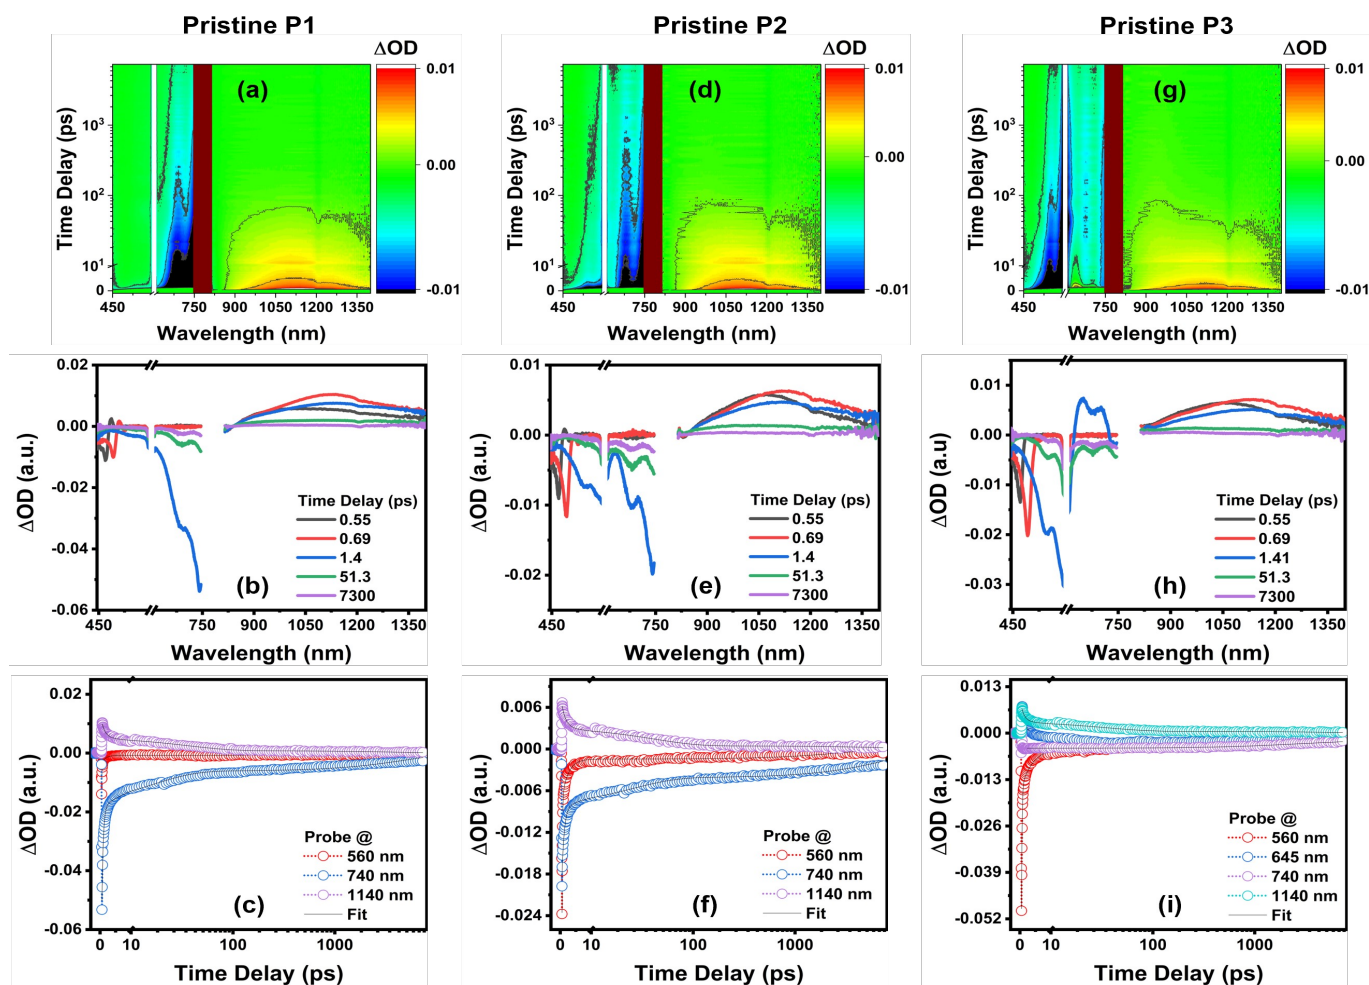 Pristine P1
Pristine P2
Pristine P3
ΔOD
(a)
0.01
0.00
-0.01
10³
10²
10¹
0
Time Delay (ps)
450 600 750 900 1050 1200 1350
Wavelength (nm)
ΔOD
(d)
0.01
0.00
-0.01
10³
10²
10¹
0
Time Delay (ps)
450 600 750 900 1050 1200 1350
Wavelength (nm)
ΔOD
(g)
0.01
0.00
-0.01
10³
10²
10¹
0
Time Delay (ps)
450 600 750 900 1050 1200 1350
Wavelength (nm)
0.02
0.00
-0.02
-0.04
-0.06
ΔOD (a.u.)
Time Delay (ps)
0.55
0.69
1.4
51.3
7300
(b)
450 750 900 1050 1200 1350
Wavelength (nm)
0.01
0.00
-0.01
-0.02
ΔOD (a.u.)
Time Delay (ps)
0.55
0.69
1.4
51.3
7300
(e)
450 600 750 900 1050 1200 1350
Wavelength (nm)
0.01
0.00
-0.01
-0.02
-0.03
ΔOD (a.u)
Time Delay (ps)
0.55
0.69
1.41
51.3
7300
(h)
450 600 750 900 1050 1200 1350
Wavelength (nm)
0.02
0.00
-0.02
-0.04
-0.06
ΔOD (a.u.)
Probe @
560 nm
740 nm
1140 nm
Fit
(c)
0 10 100 1000
Time Delay (ps)
0.006
0.000
-0.006
-0.012
-0.018
-0.024
ΔOD (a.u.)
Probe @
560 nm
740 nm
1140 nm
Fit
(f)
0 10 100 1000
Time Delay (ps)
0.013
0.000
-0.013
-0.026
-0.039
-0.052
ΔOD (a.u.)
Probe @
560 nm
645 nm
740 nm
1140 nm
Fit
(i)
0 10 100 1000
Time Delay (ps)